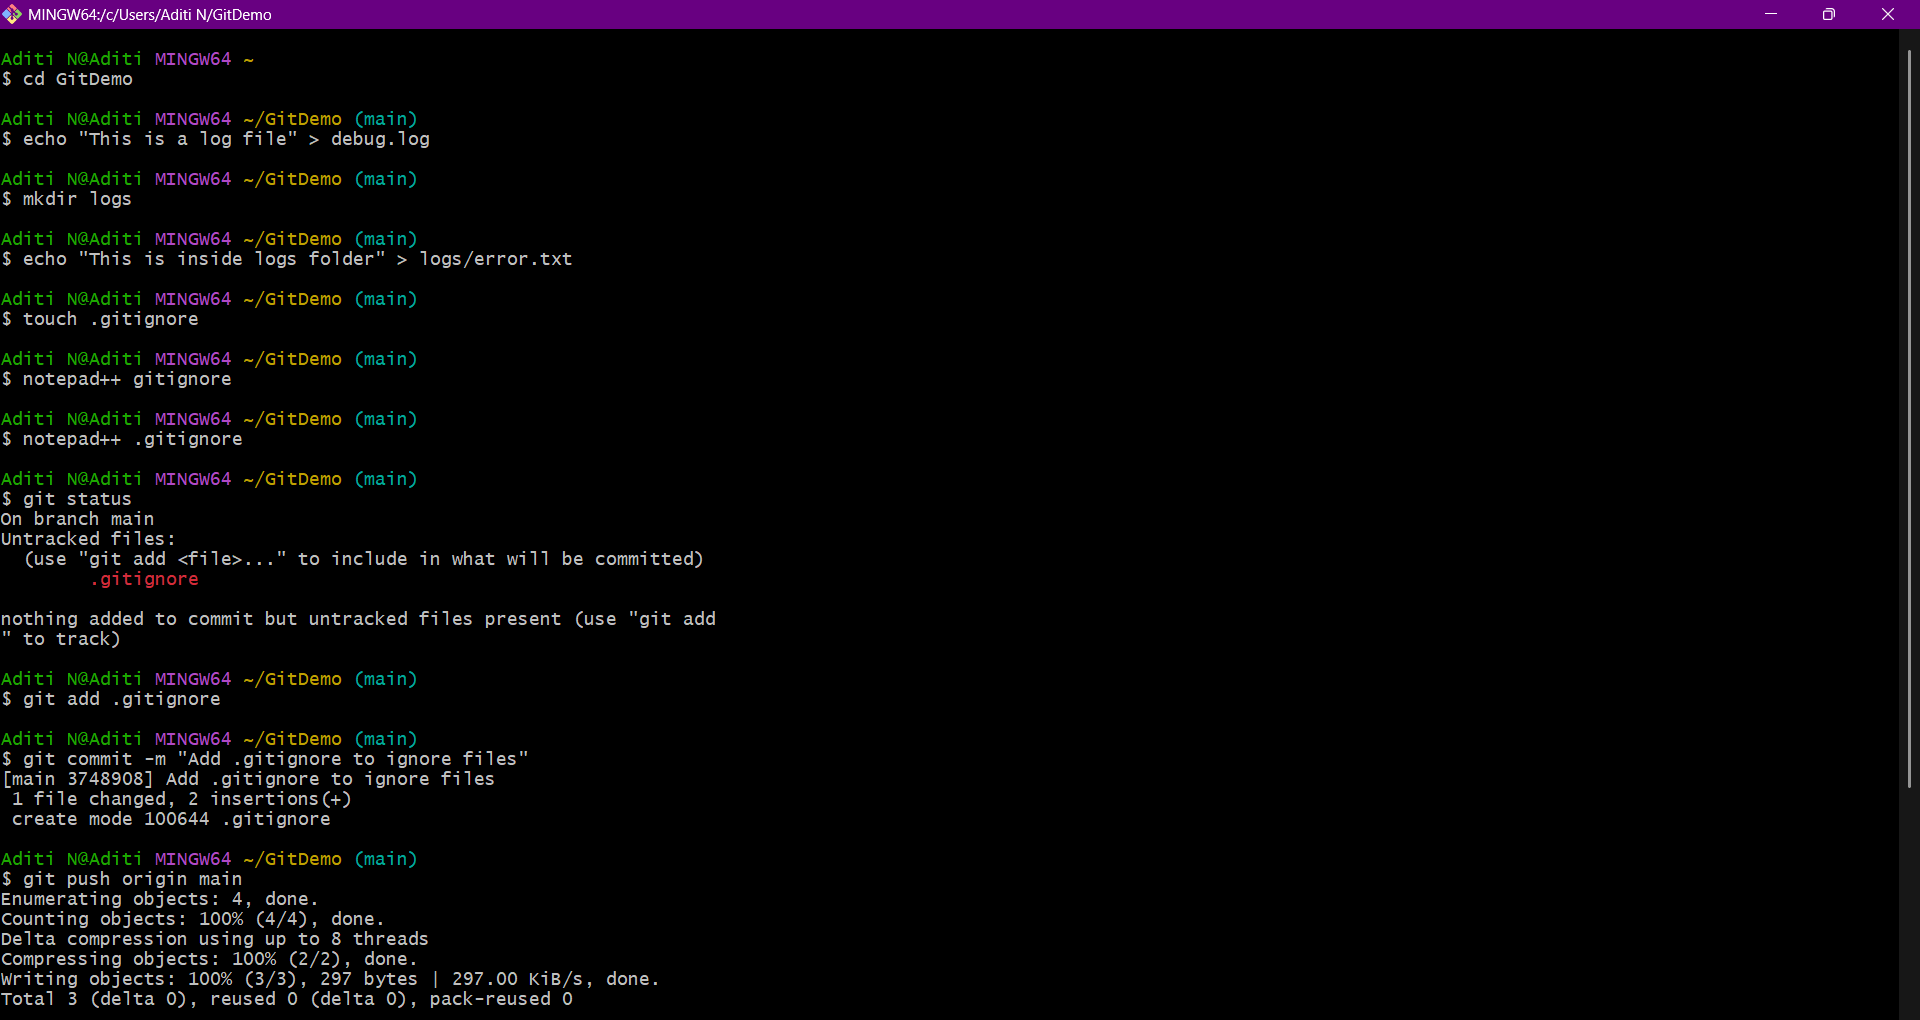 MINGW64:/c/Users/Aditi N/GitDemo
Aditi N@Aditi MINGW64 ~
$ cd GitDemo
Aditi N@Aditi MINGW64 ~/GitDemo (main)
$ echo "This is a log file" > debug.log
Aditi N@Aditi MINGW64 ~/GitDemo (main)
$ mkdir logs
Aditi N@Aditi MINGW64 ~/GitDemo (main)
$ echo "This is inside logs folder" > logs/error.txt
Aditi N@Aditi MINGW64 ~/GitDemo (main)
$ touch .gitignore
Aditi N@Aditi MINGW64 ~/GitDemo (main)
$ notepad++ gitignore
Aditi N@Aditi MINGW64 ~/GitDemo (main)
$ notepad++ .gitignore
Aditi N@Aditi MINGW64 ~/GitDemo (main)
$ git status
On branch main
Untracked files:
  (use "git add <file>..." to include in what will be committed)
        .gitignore
nothing added to commit but untracked files present (use "git add
" to track)
Aditi N@Aditi MINGW64 ~/GitDemo (main)
$ git add .gitignore
Aditi N@Aditi MINGW64 ~/GitDemo (main)
$ git commit -m "Add .gitignore to ignore files"
[main 3748908] Add .gitignore to ignore files
 1 file changed, 2 insertions(+)
 create mode 100644 .gitignore
Aditi N@Aditi MINGW64 ~/GitDemo (main)
$ git push origin main
Enumerating objects: 4, done.
Counting objects: 100% (4/4), done.
Delta compression using up to 8 threads
Compressing objects: 100% (2/2), done.
Writing objects: 100% (3/3), 297 bytes | 297.00 KiB/s, done.
Total 3 (delta 0), reused 0 (delta 0), pack-reused 0